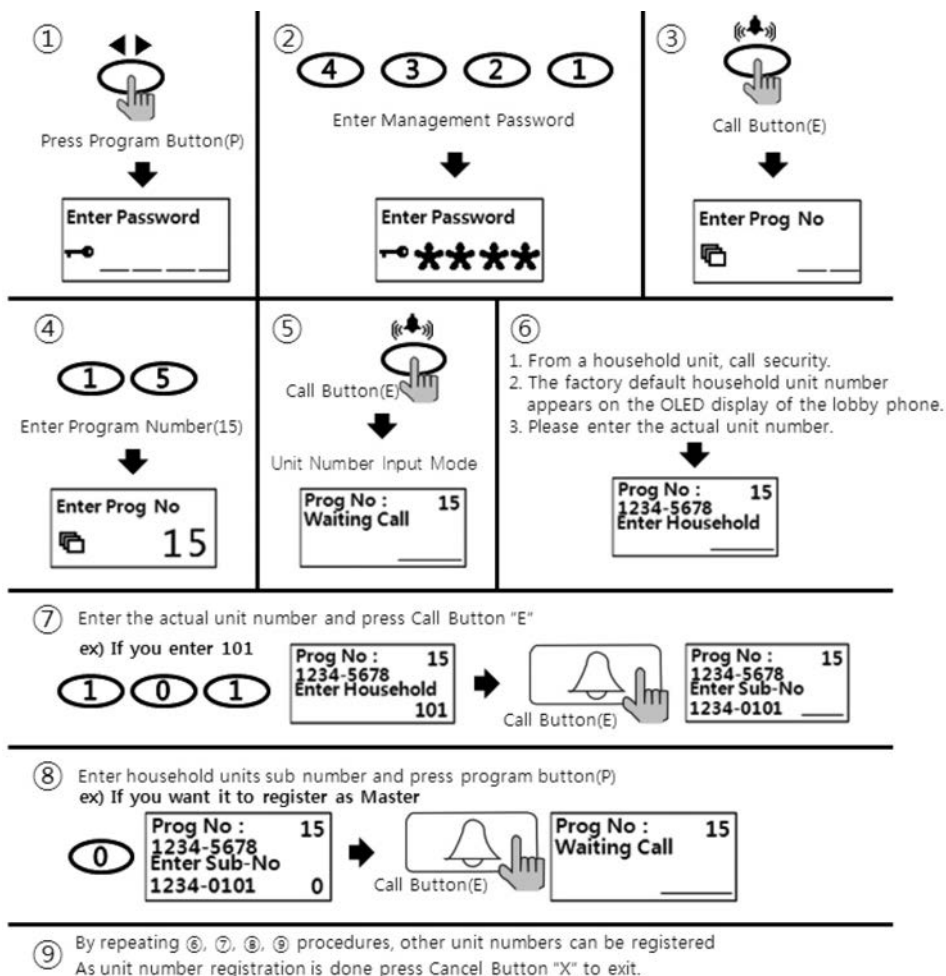 ①
Press Program Button(P)
Enter Password
②
4 3 2 1
Enter Management Password
Enter Password
③
Call Button(E)
Enter Prog No
④
1 5
Enter Program Number(15)
Enter Prog No
15
⑤
Call Button(E)
Unit Number Input Mode
Prog No : 15
Waiting Call
⑥
1. From a household unit, call security.
2. The factory default household unit number
appears on the OLED display of the lobby phone.
3. Please enter the actual unit number.
Prog No : 15
1234-5678
Enter Household
⑦ Enter the actual unit number and press Call Button "E"
ex) If you enter 101
1 0 1
Prog No : 15
1234-5678
Enter Household
101
Call Button(E)
Prog No : 15
1234-5678
Enter Sub-No
1234-0101
⑧ Enter household units sub number and press program button(P)
ex) If you want it to register as Master
0
Prog No : 15
1234-5678
Enter Sub-No
1234-0101 0
Call Button(E)
Prog No : 15
Waiting Call
⑨ By repeating ⑥, ⑦, ⑧, ⑨ procedures, other unit numbers can be registered
As unit number registration is done press Cancel Button "X" to exit.